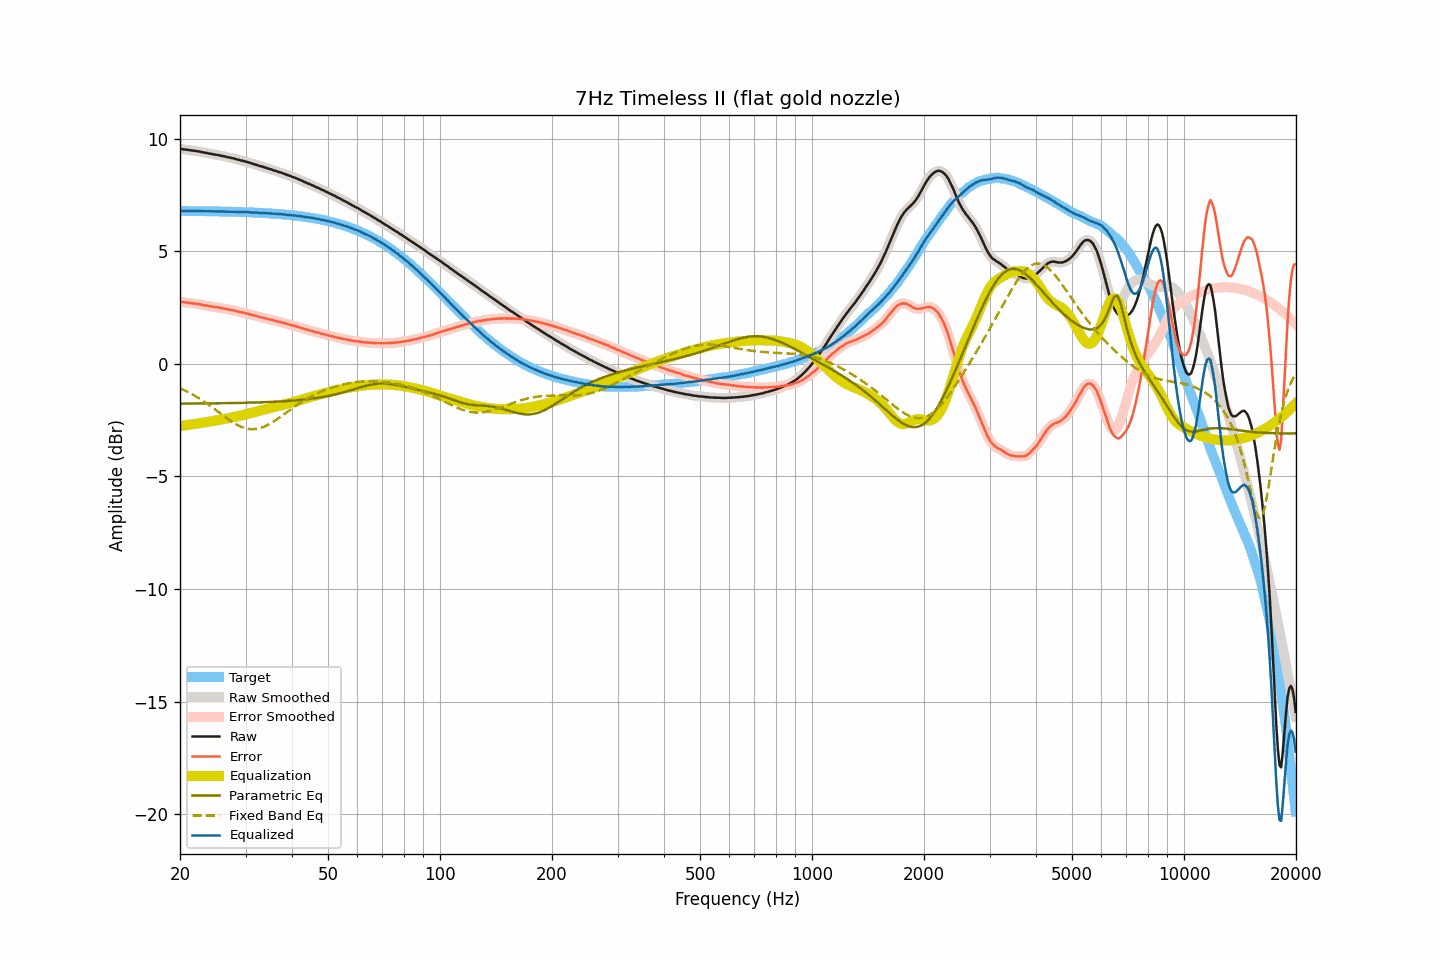 7Hz Timeless II (flat gold nozzle)
10
5
0
−5
−10
−15
−20
Amplitude (dBr)
Target
Raw Smoothed
Error Smoothed
Raw
Error
Equalization
Parametric Eq
Fixed Band Eq
Equalized
20 50 100 200 500 1000 2000 5000 10000 20000
Frequency (Hz)